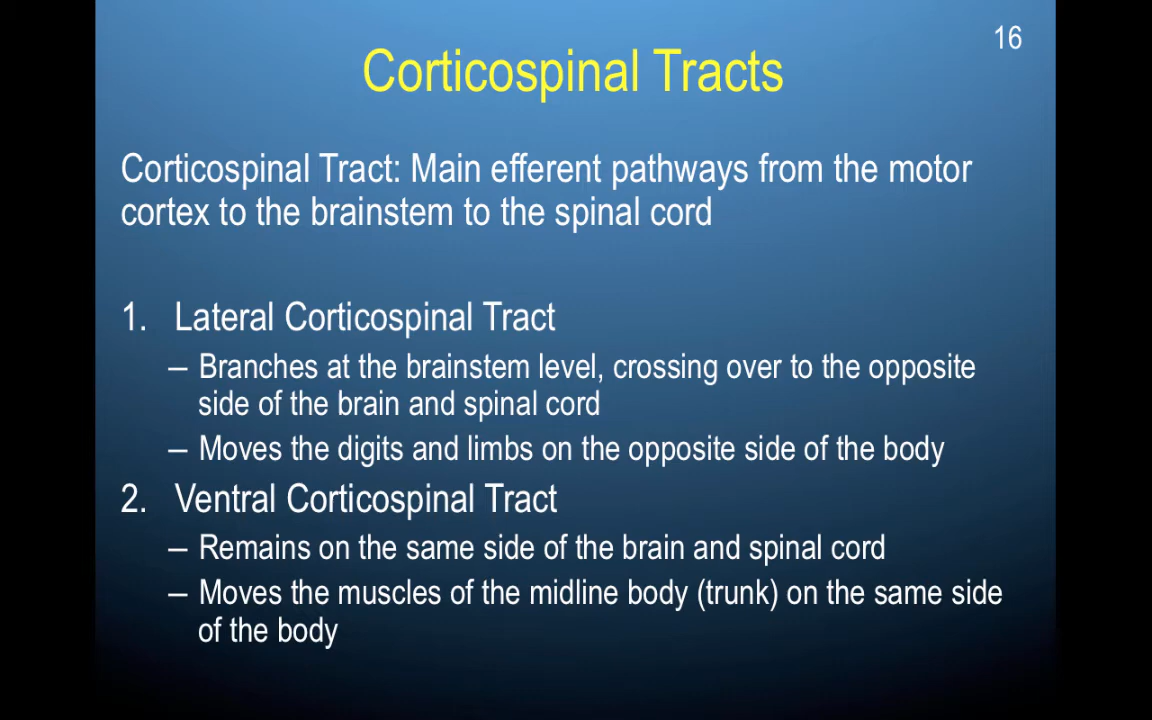 16
Corticospinal Tracts
Corticospinal Tract: Main efferent pathways from the motor
cortex to the brainstem to the spinal cord
1. Lateral Corticospinal Tract
– Branches at the brainstem level, crossing over to the opposite
side of the brain and spinal cord
– Moves the digits and limbs on the opposite side of the body
2. Ventral Corticospinal Tract
– Remains on the same side of the brain and spinal cord
– Moves the muscles of the midline body (trunk) on the same side
of the body